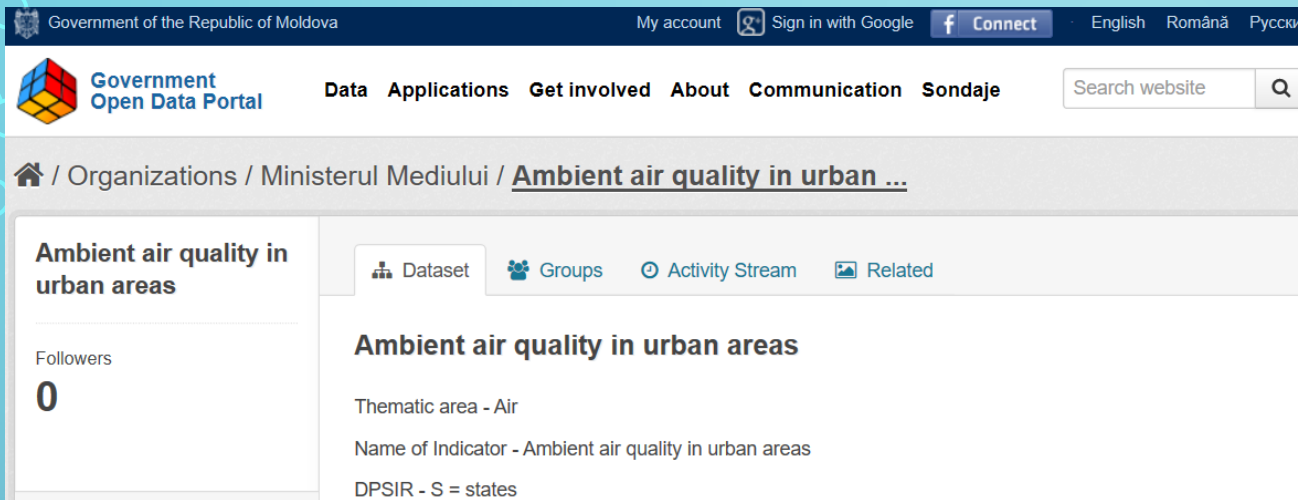 Government of the Republic of Moldova My account Sign in with Google f Connect English Română
Government
Open Data Portal
Data Applications Get involved About Communication Sondaje
Search website
/ Organizations / Ministerul Mediului / Ambient air quality in urban ...
Ambient air quality in
urban areas
Followers
0
Dataset Groups Activity Stream Related
Ambient air quality in urban areas
Thematic area - Air
Name of Indicator - Ambient air quality in urban areas
DPSIR - S = states